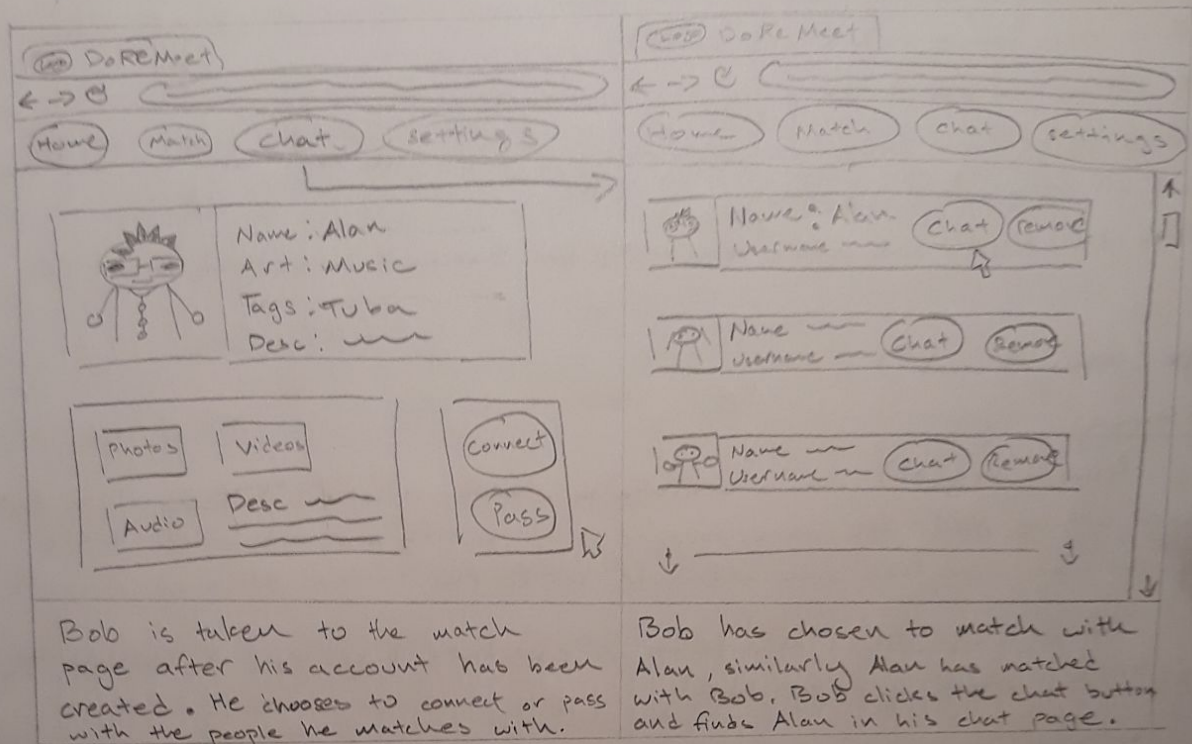 Logo DoReMeet
Home Match Chat Settings
Name: Alan
Art: Music
Tags: Tuba
Desc:
Photos Videos
Audio Desc
Connect
Pass
Bob is taken to the match
page after his account has been
created. He chooses to connect or pass
with the people he matches with.
Logo DoRe Meet
Home Match Chat settings
Name: Alan Chat remove
Username
Name Chat Remove
Username
Name Chat Remove
Username
Bob has chosen to match with
Alan, similarly Alan has matched
with Bob. Bob clicks the chat button
and finds Alan in his chat page.